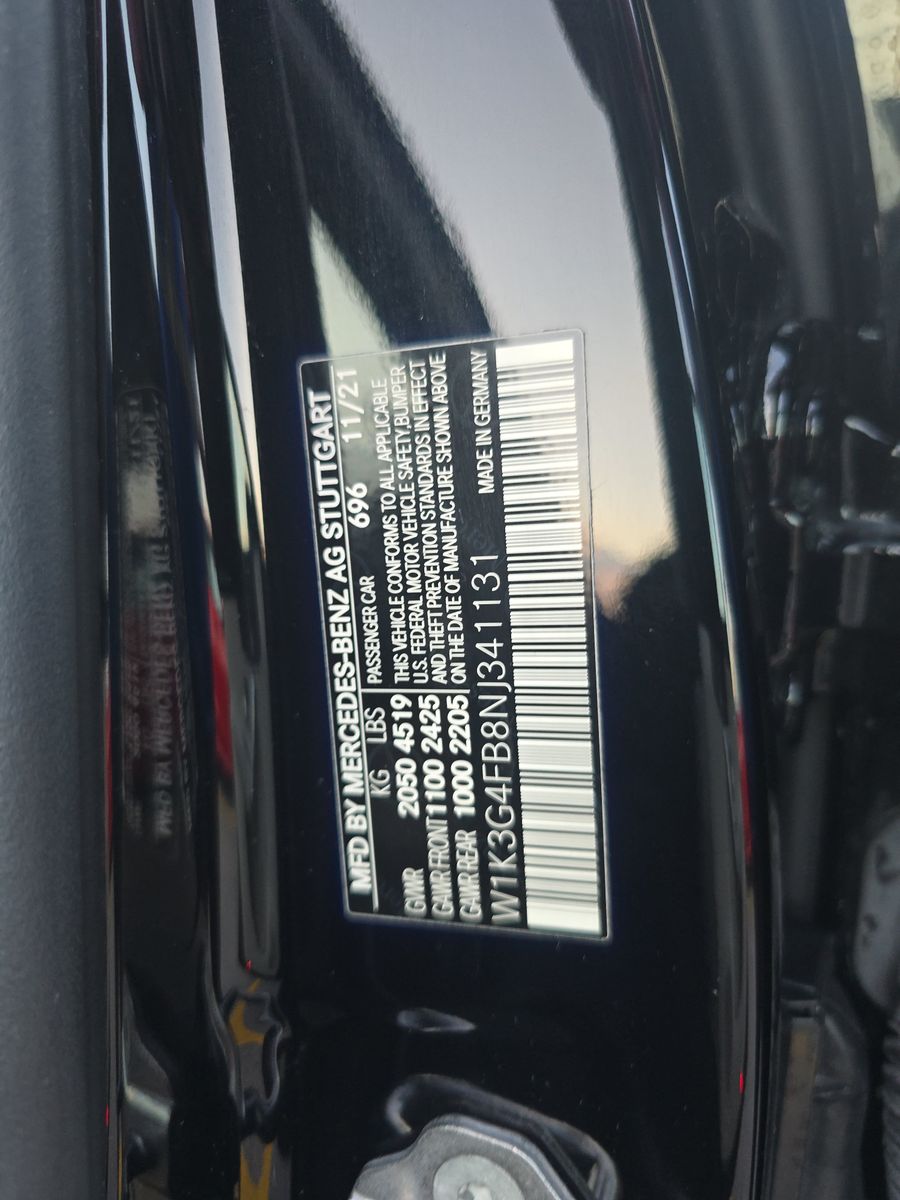 MFD BY MERCEDES-BENZ AG STUTTGART
KG LBS PASSENGER CAR 696 11/21
GVWR 2050 4519 THIS VEHICLE CONFORMS TO ALL APPLICABLE
U.S. FEDERAL MOTOR VEHICLE SAFETY,BUMPER
GAWR FRONT 1100 2425 AND THEFT PREVENTION STANDARDS IN EFFECT
GAWR REAR 1000 2205 ON THE DATE OF MANUFACTURE SHOWN ABOVE
MADE IN GERMANY
W1K3G4FB8NJ341131